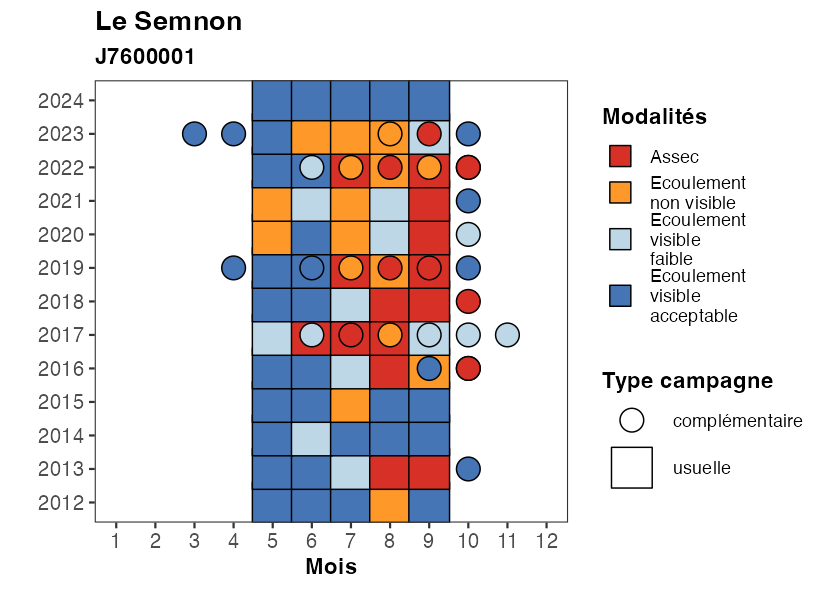 Le Semnon
J7600001
2024
2023
2022
2021
2020
2019
2018
2017
2016
2015
2014
2013
2012
1 2 3 4 5 6 7 8 9 10 11 12
Mois
Modalités
Assec
Ecoulement
non visible
Ecoulement
visible
faible
Ecoulement
visible
acceptable
Type campagne
complémentaire
usuelle